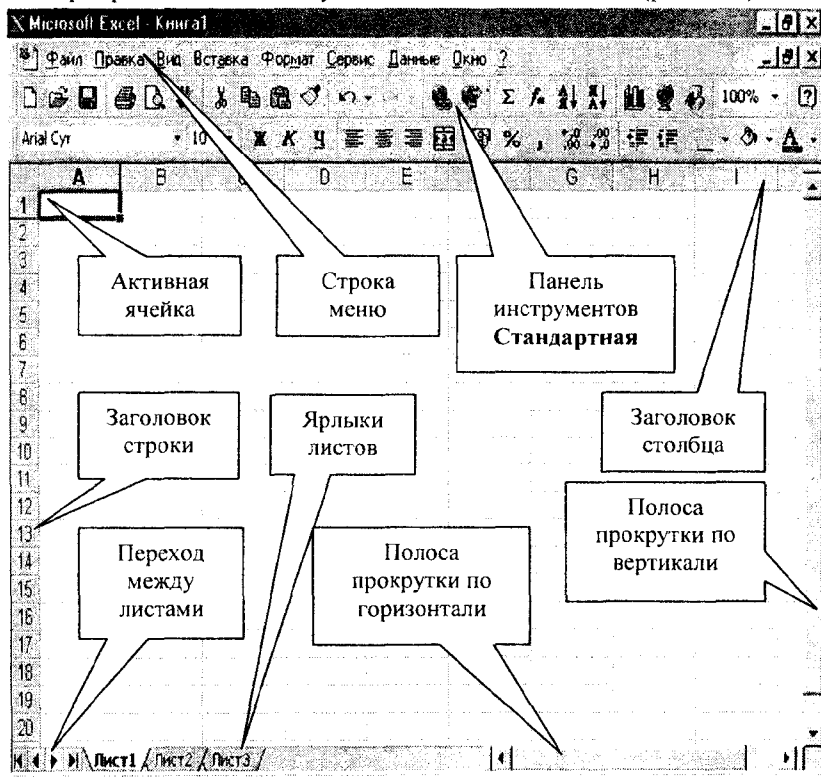 Microsoft Excel - Книга1
Файл Правка Вид Вставка Формат Сервис Данные Окно ?
100%
Arial Cyr 10 Ж К Ч %
A B D E G H I
1
2
3
4
5
6
7
8
9
10
11
12
13
14
15
16
17
18
19
20
Активная
ячейка
Строка
меню
Панель
инструментов
Стандартная
Заголовок
строки
Ярлыки
листов
Заголовок
столбца
Переход
между
листами
Полоса
прокрутки по
горизонтали
Полоса
прокрутки по
вертикали
Лист1 Лист2 Лист3